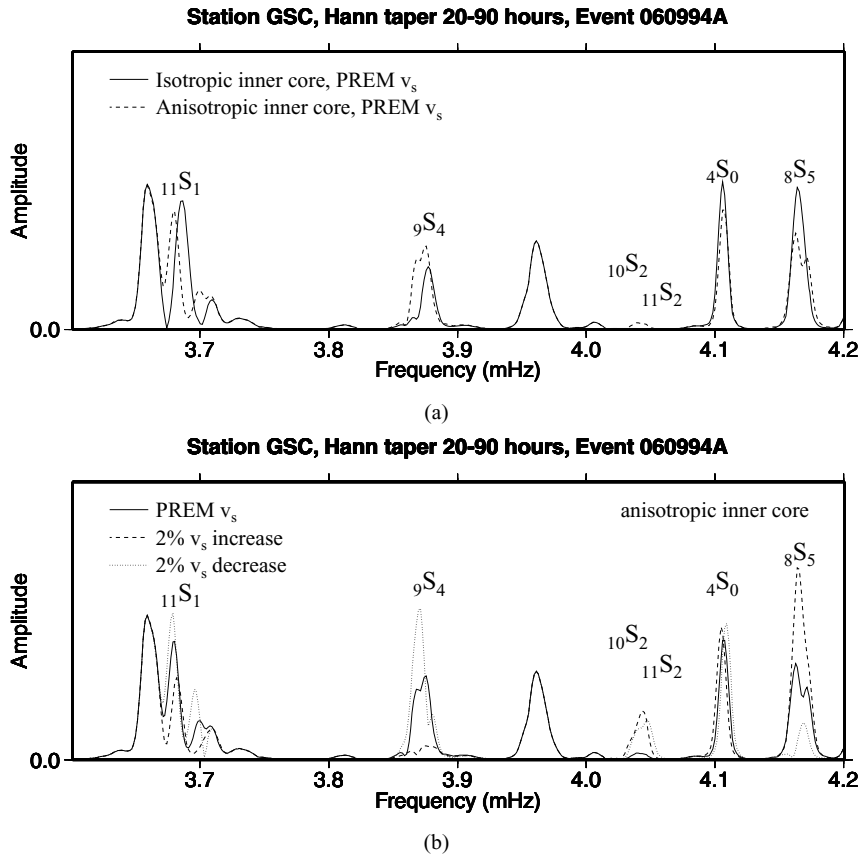 Station GSC, Hann taper 20-90 hours, Event 060994A
Isotropic inner core, PREM vₛ
Anisotropic inner core, PREM vₛ
₁₁S₁
₉S₄
₁₀S₂
₁₁S₂
₄S₀
₈S₅
Amplitude
0.0
3.7 3.8 3.9 4.0 4.1 4.2
Frequency (mHz)
(a)
Station GSC, Hann taper 20-90 hours, Event 060994A
PREM vₛ
2% vₛ increase
2% vₛ decrease
anisotropic inner core
₁₁S₁
₉S₄
₁₀S₂
₁₁S₂
₄S₀
₈S₅
Amplitude
0.0
3.7 3.8 3.9 4.0 4.1 4.2
Frequency (mHz)
(b)